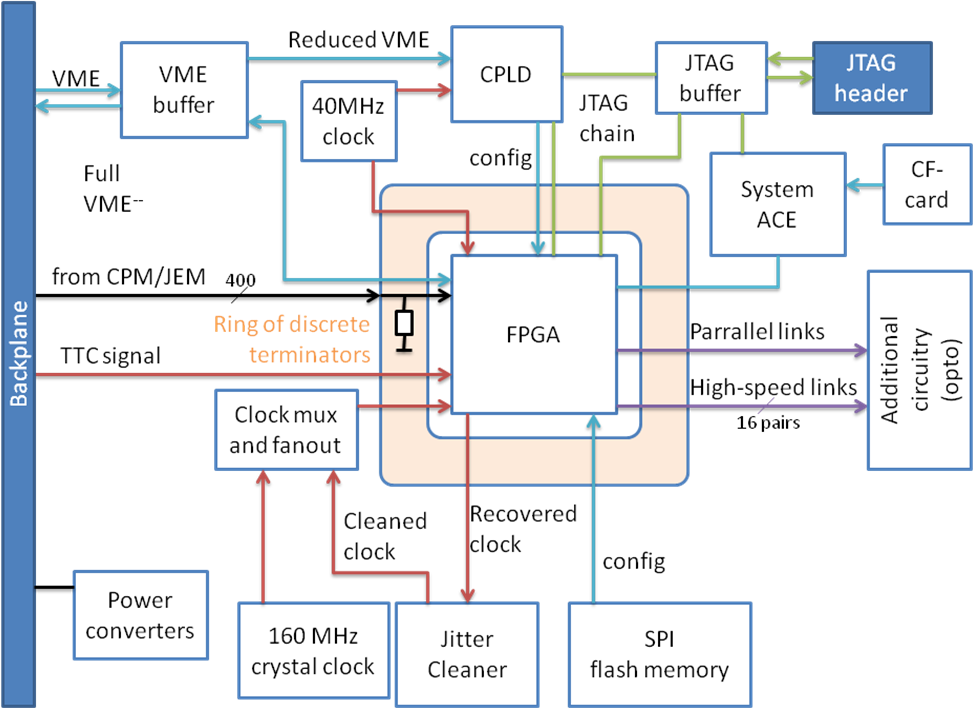 Reduced VME
VME
VME
buffer
CPLD
JTAG
buffer
JTAG
header
40MHz
clock
JTAG
chain
config
Full
VME--
System
ACE
CF-
card
from CPM/JEM
400
Ring of discrete
terminators
FPGA
Parrallel links
TTC signal
High-speed links
16 pairs
Additional
circuitry
(opto)
Backplane
Clock mux
and fanout
Cleaned
clock
Recovered
clock
config
Power
converters
160 MHz
crystal clock
Jitter
Cleaner
SPI
flash memory